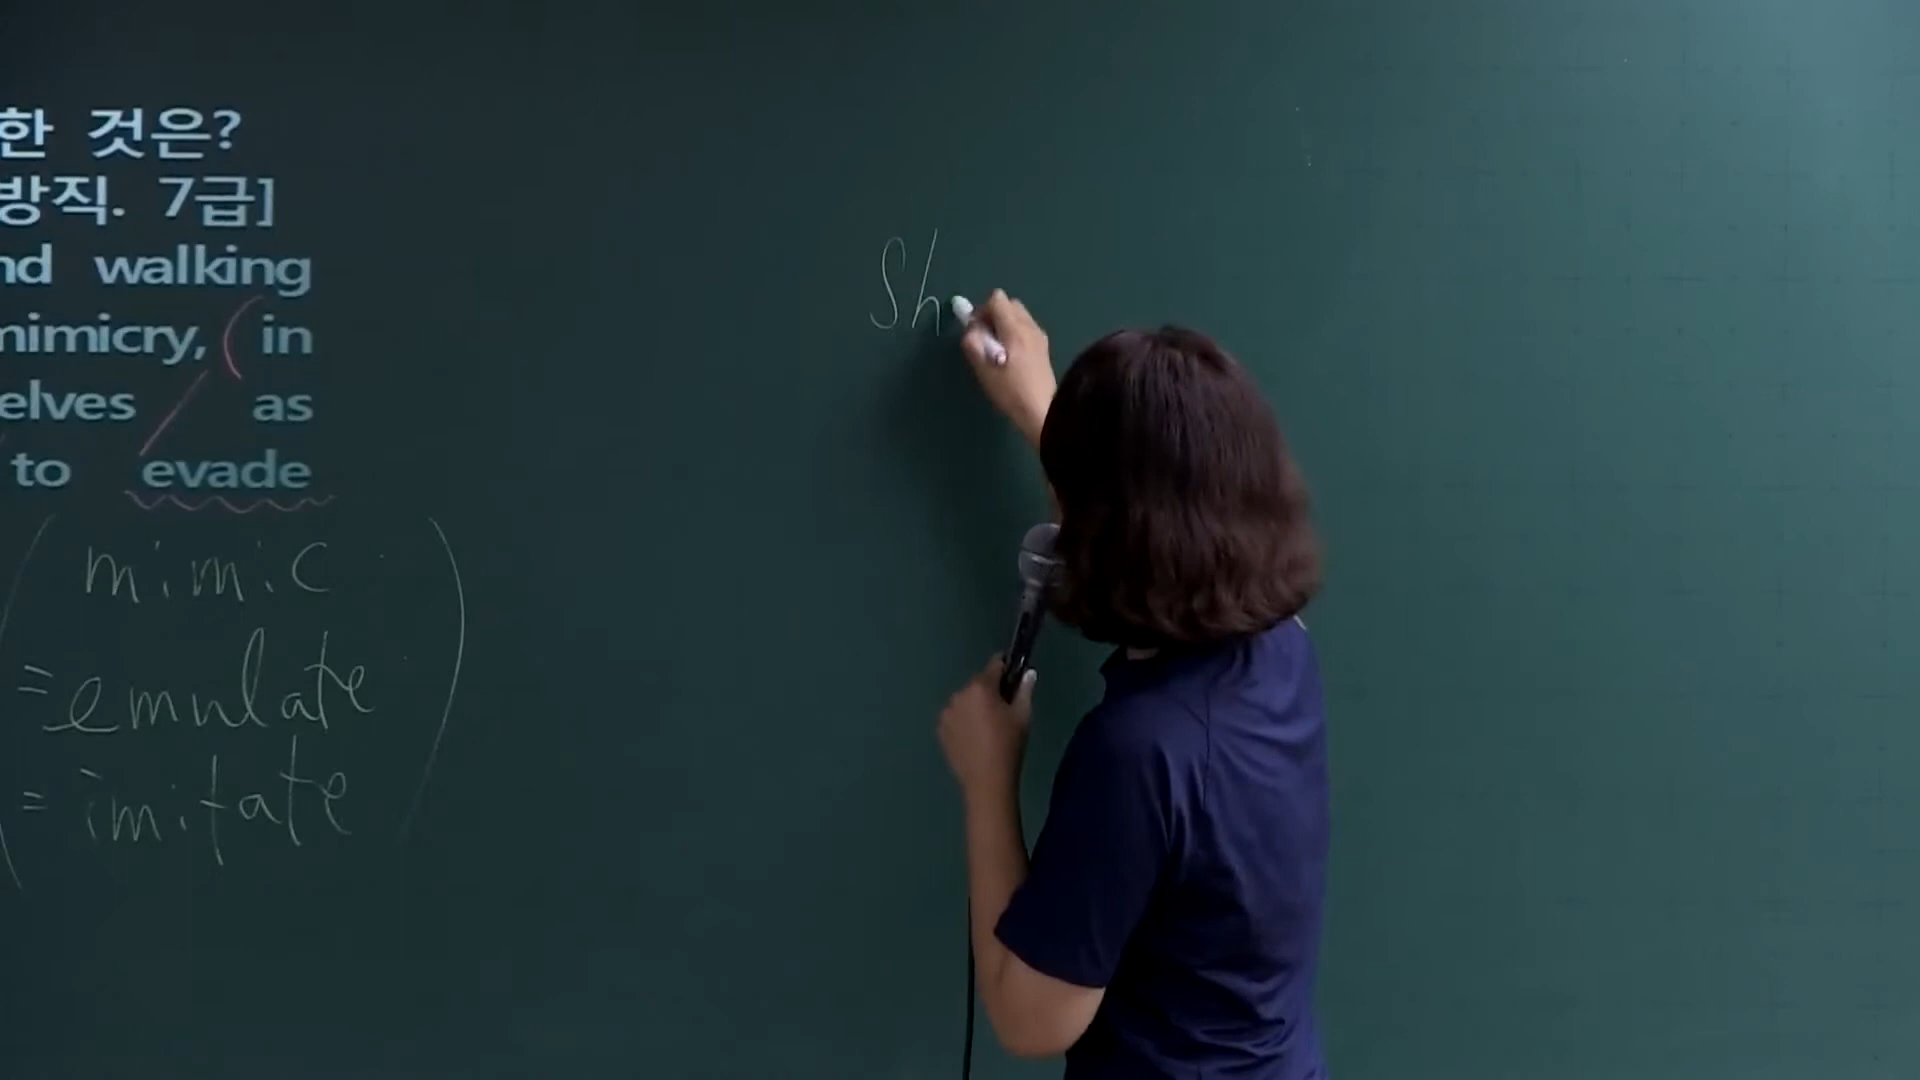 한 것은?
방직. 7급]
nd walking
mimicry, in
elves as
to evade
mimic
=emulate
= imitate
Sh